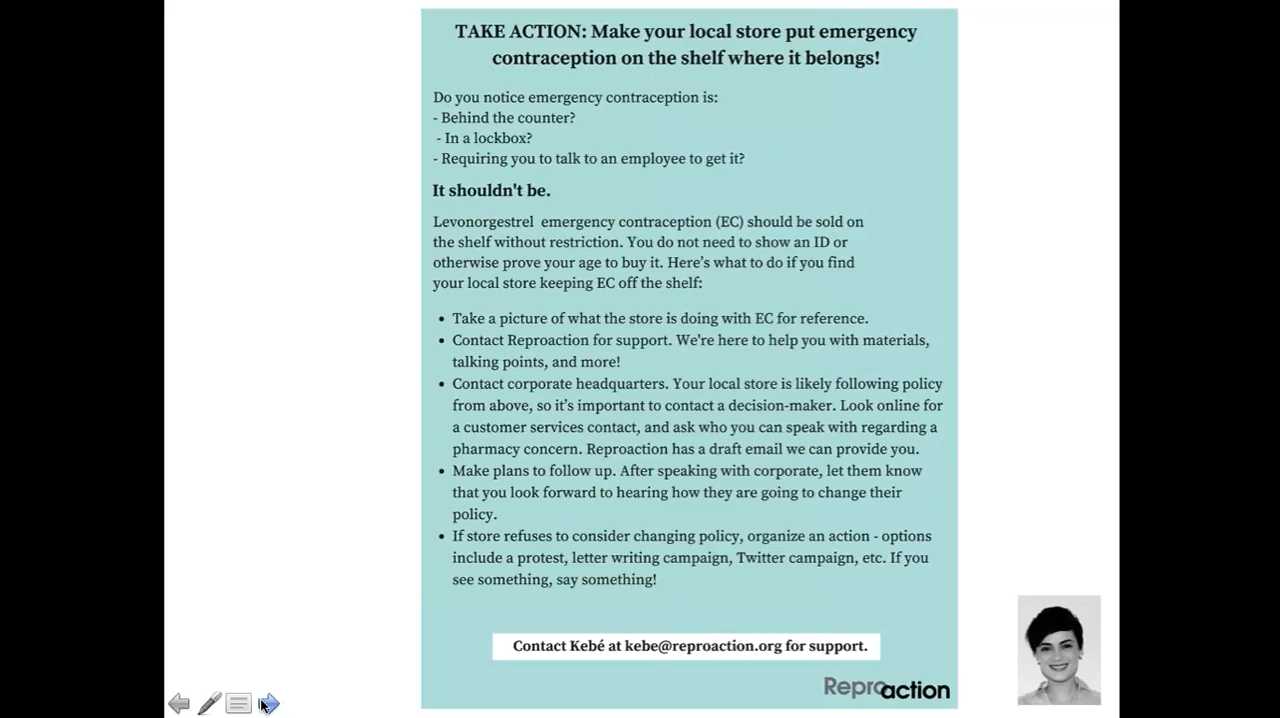 TAKE ACTION: Make your local store put emergency
contraception on the shelf where it belongs!
Do you notice emergency contraception is:
- Behind the counter?
- In a lockbox?
- Requiring you to talk to an employee to get it?
It shouldn't be.
Levonorgestrel emergency contraception (EC) should be sold on
the shelf without restriction. You do not need to show an ID or
otherwise prove your age to buy it. Here's what to do if you find
your local store keeping EC off the shelf:
• Take a picture of what the store is doing with EC for reference.
• Contact Reproaction for support. We're here to help you with materials,
talking points, and more!
• Contact corporate headquarters. Your local store is likely following policy
from above, so it's important to contact a decision-maker. Look online for
a customer services contact, and ask who you can speak with regarding a
pharmacy concern. Reproaction has a draft email we can provide you.
• Make plans to follow up. After speaking with corporate, let them know
that you look forward to hearing how they are going to change their
policy.
• If store refuses to consider changing policy, organize an action - options
include a protest, letter writing campaign, Twitter campaign, etc. If you
see something, say something!
Contact Kebé at kebe@reproaction.org for support.
Reproaction